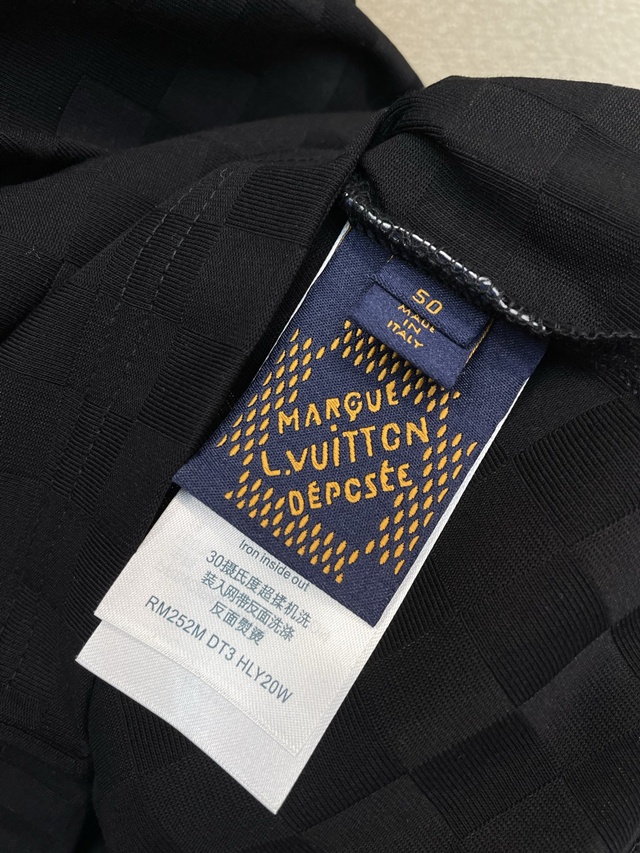 50
MADE
IN
ITALY
MARQUE
L.VUITTON
DÉPOSÉE
Iron inside out
30摄氏度超揉机洗
装入网带反面洗涤
反面熨烫
RM252M DT3 HLY20W